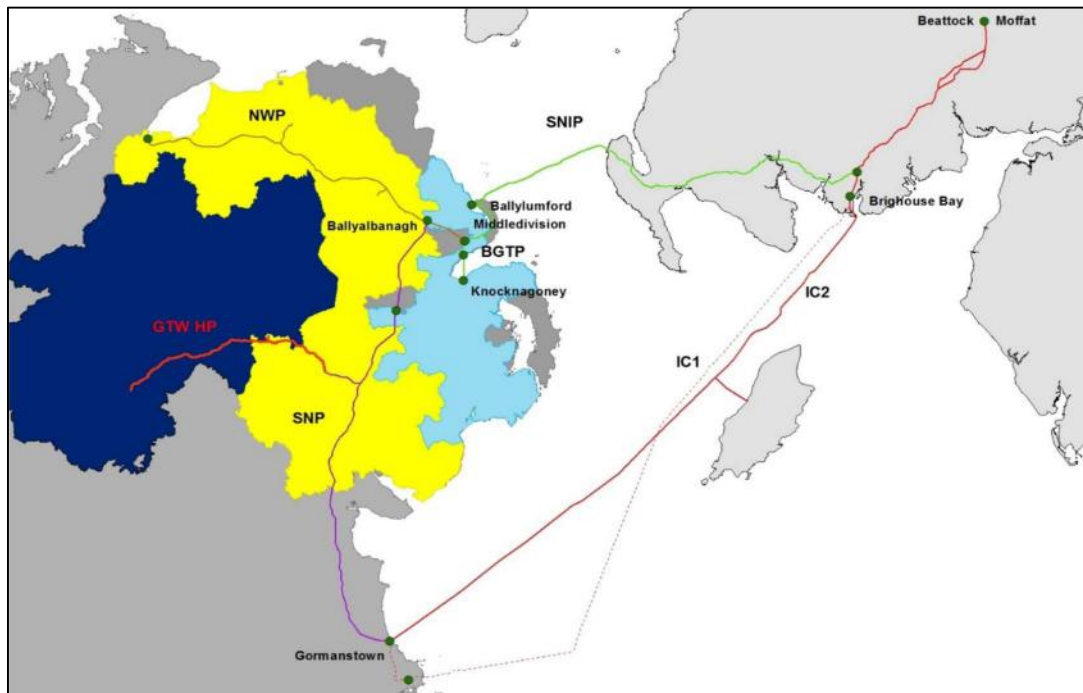 Beattock
Moffat
NWP
SNIP
Ballylumford
Brighouse Bay
Ballyalbanagh
Middledivision
BGTP
Knocknagoney
IC2
GTW HP
IC1
SNP
Gormanstown